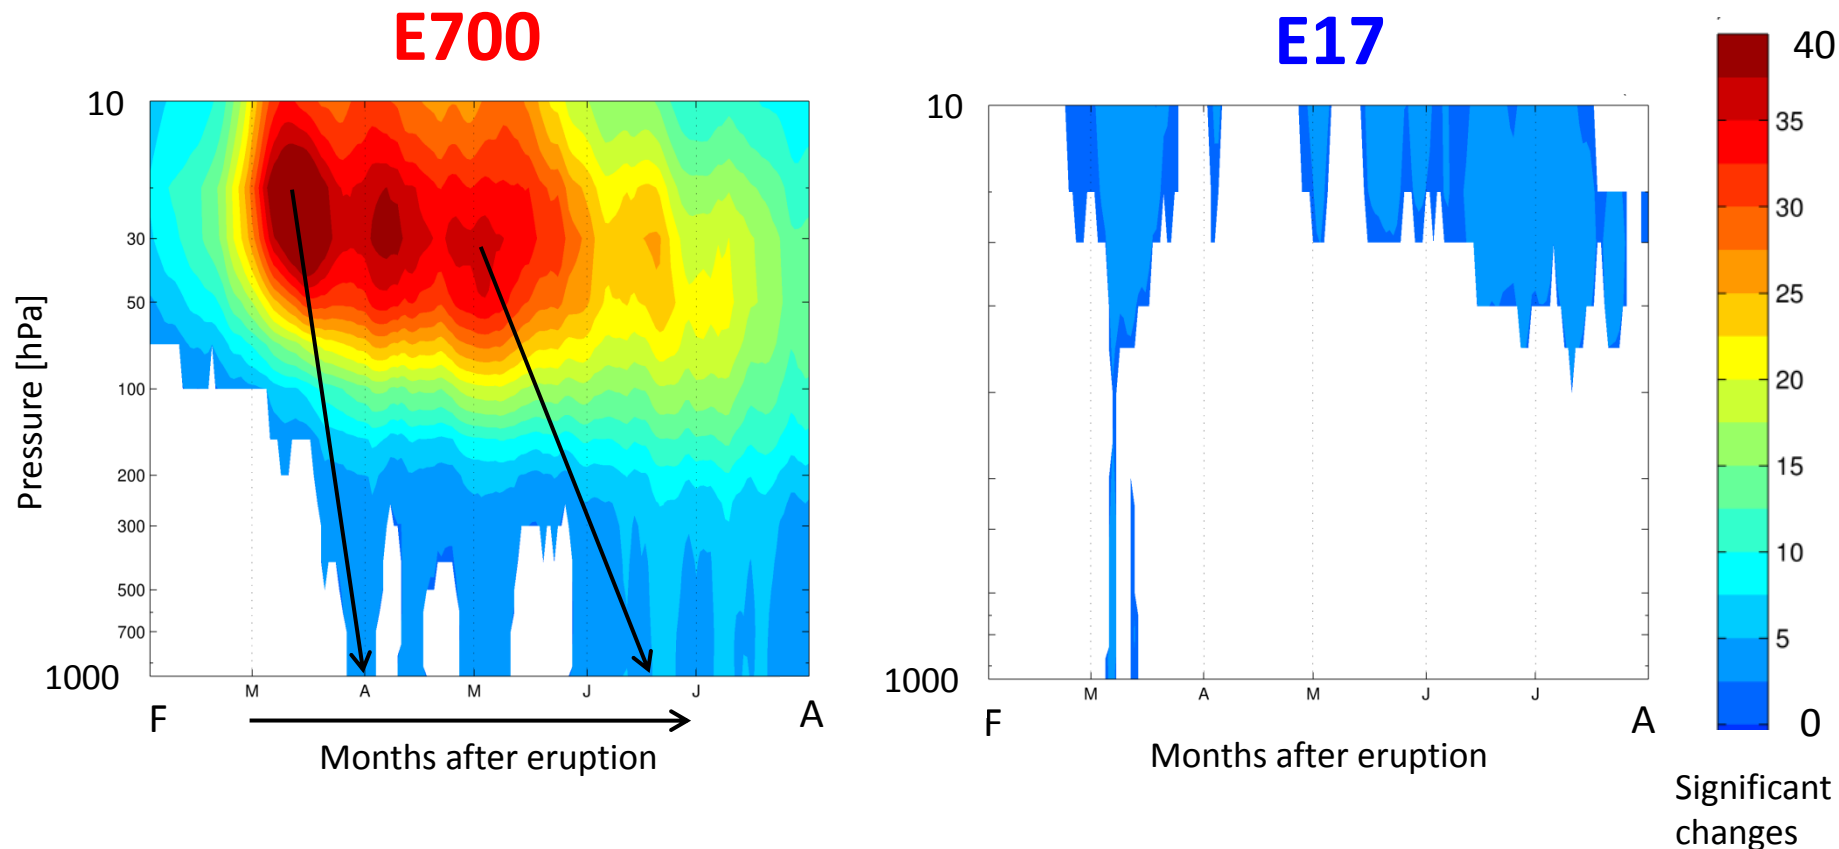 E700
E17
10
30
50
100
200
300
500
700
1000
Pressure [hPa]
M
A
M
J
J
F
A
Months after eruption
10
1000
M
A
M
J
J
F
A
Months after eruption
40
35
30
25
20
15
10
5
0
Significant
changes